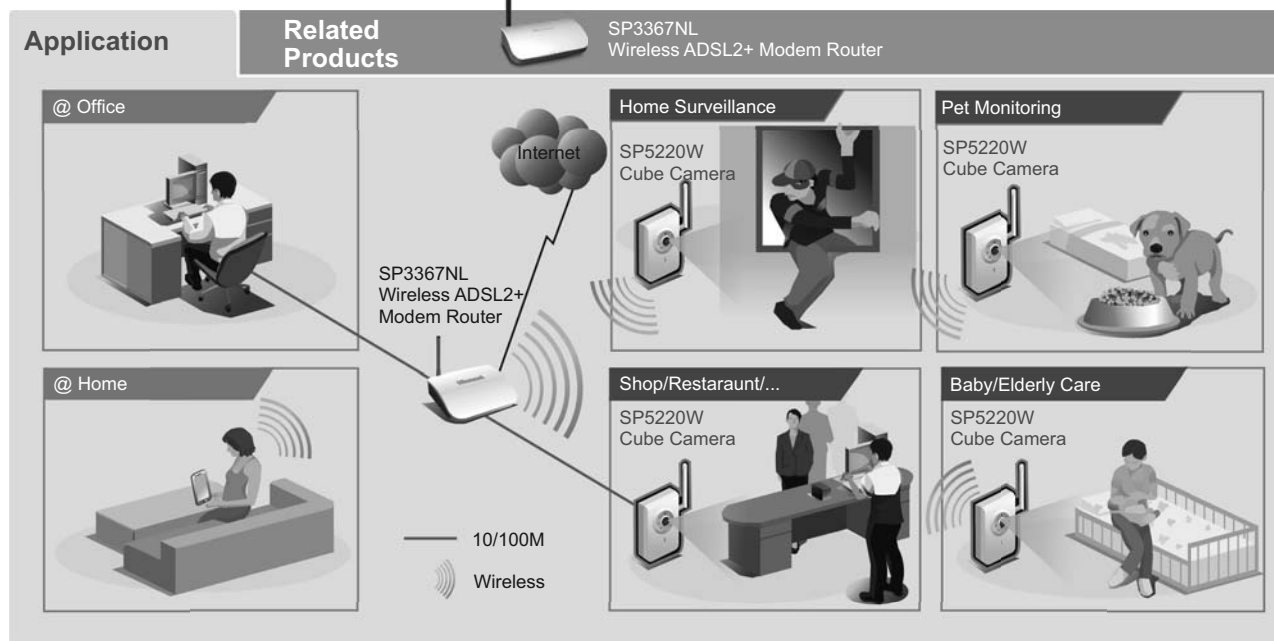 Application
Related
Products
SP3367NL
Wireless ADSL2+ Modem Router
@ Office
Internet
SP3367NL
Wireless ADSL2+
Modem Router
Home Surveillance
SP5220W
Cube Camera
Pet Monitoring
SP5220W
Cube Camera
@ Home
10/100M
Wireless
Shop/Restaraunt/...
SP5220W
Cube Camera
Baby/Elderly Care
SP5220W
Cube Camera